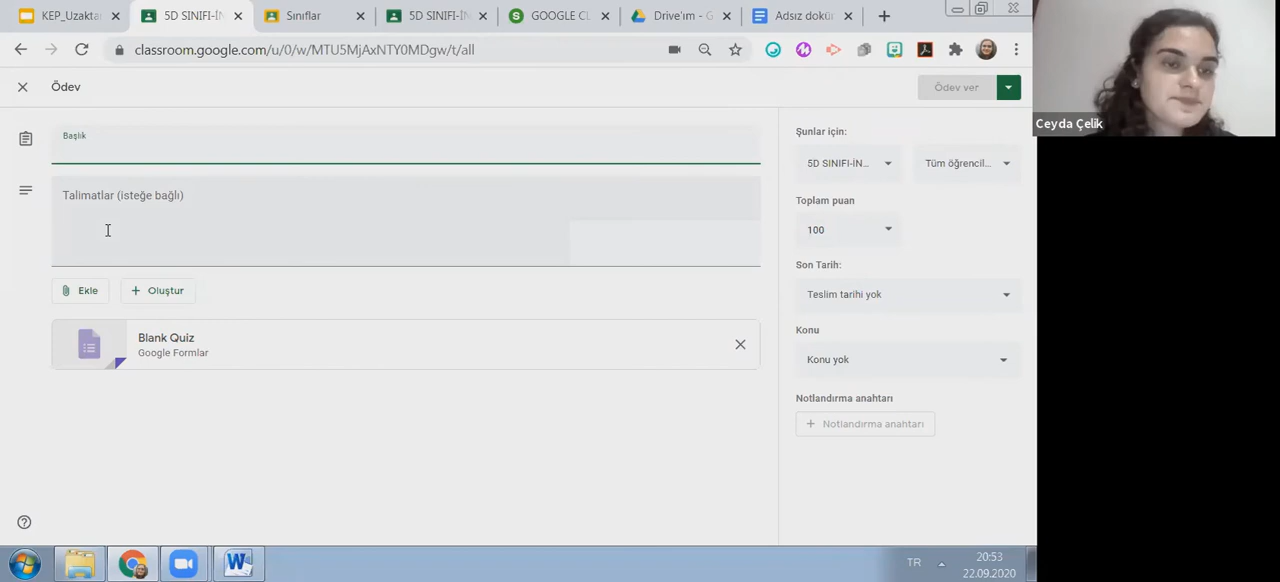 KEP_Uzakta
5D SINIFI-İN
Sınıflar
5D SINIFI-İN
GOOGLE CL
Drive'ım - G
Adsız dokü
classroom.google.com/u/0/w/MTU5MjAxNTY0MDgw/t/all
Ödev
Ödev ver
Ceyda Çelik
Başlık
Talimatlar (isteğe bağlı)
Ekle
Oluştur
Blank Quiz
Google Formlar
Şunlar için:
5D SINIFI-İN...
Tüm öğrencil...
Toplam puan
100
Son Tarih:
Teslim tarihi yok
Konu
Konu yok
Notlandırma anahtarı
Notlandırma anahtarı
TR
20:53
22.09.2020